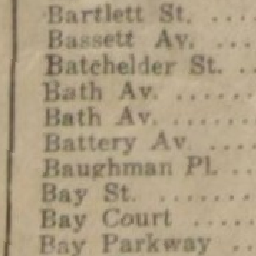 Bartlett St. ....
Bassett Av. ...
Batchelder St. ..
Bath Av. ......
Bath Av. ......
Battery Av ....
Baughman Pl. ..
Bay St. .......
Bay Court .....
Bay Parkway ..